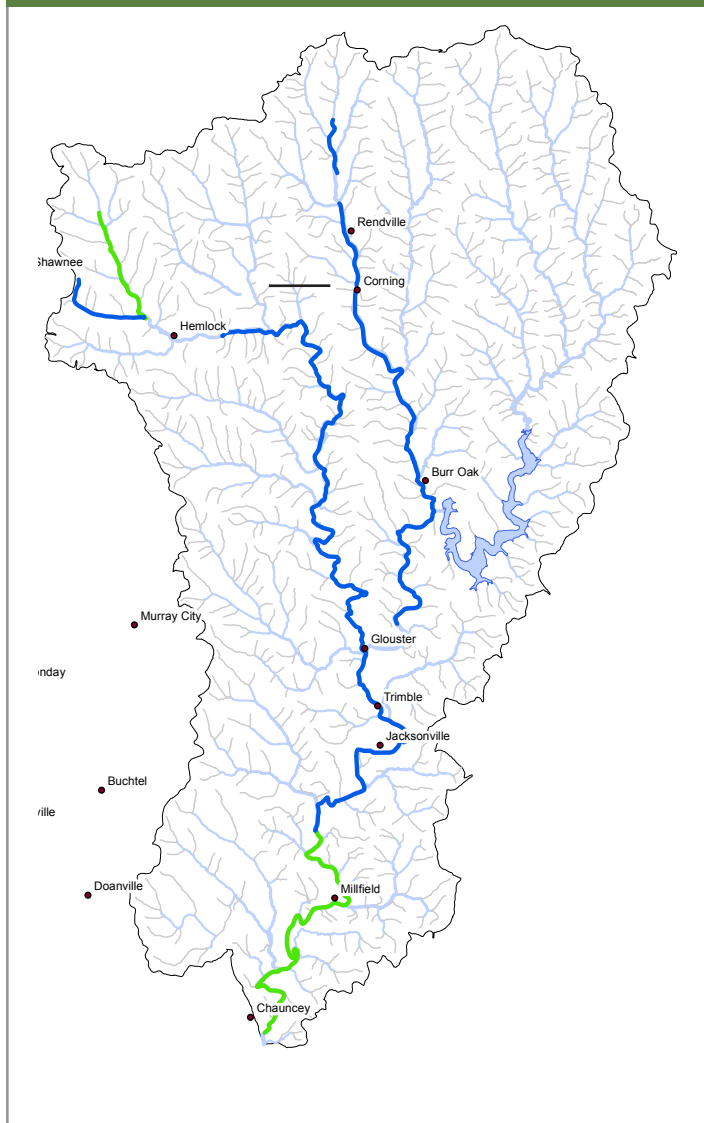 Rendville
Shawnee
Corning
Hemlock
Burr Oak
Murray City
Glouster
onday
Trimble
Jacksonville
Buchtel
ville
Doanville
Millfield
Chauncey